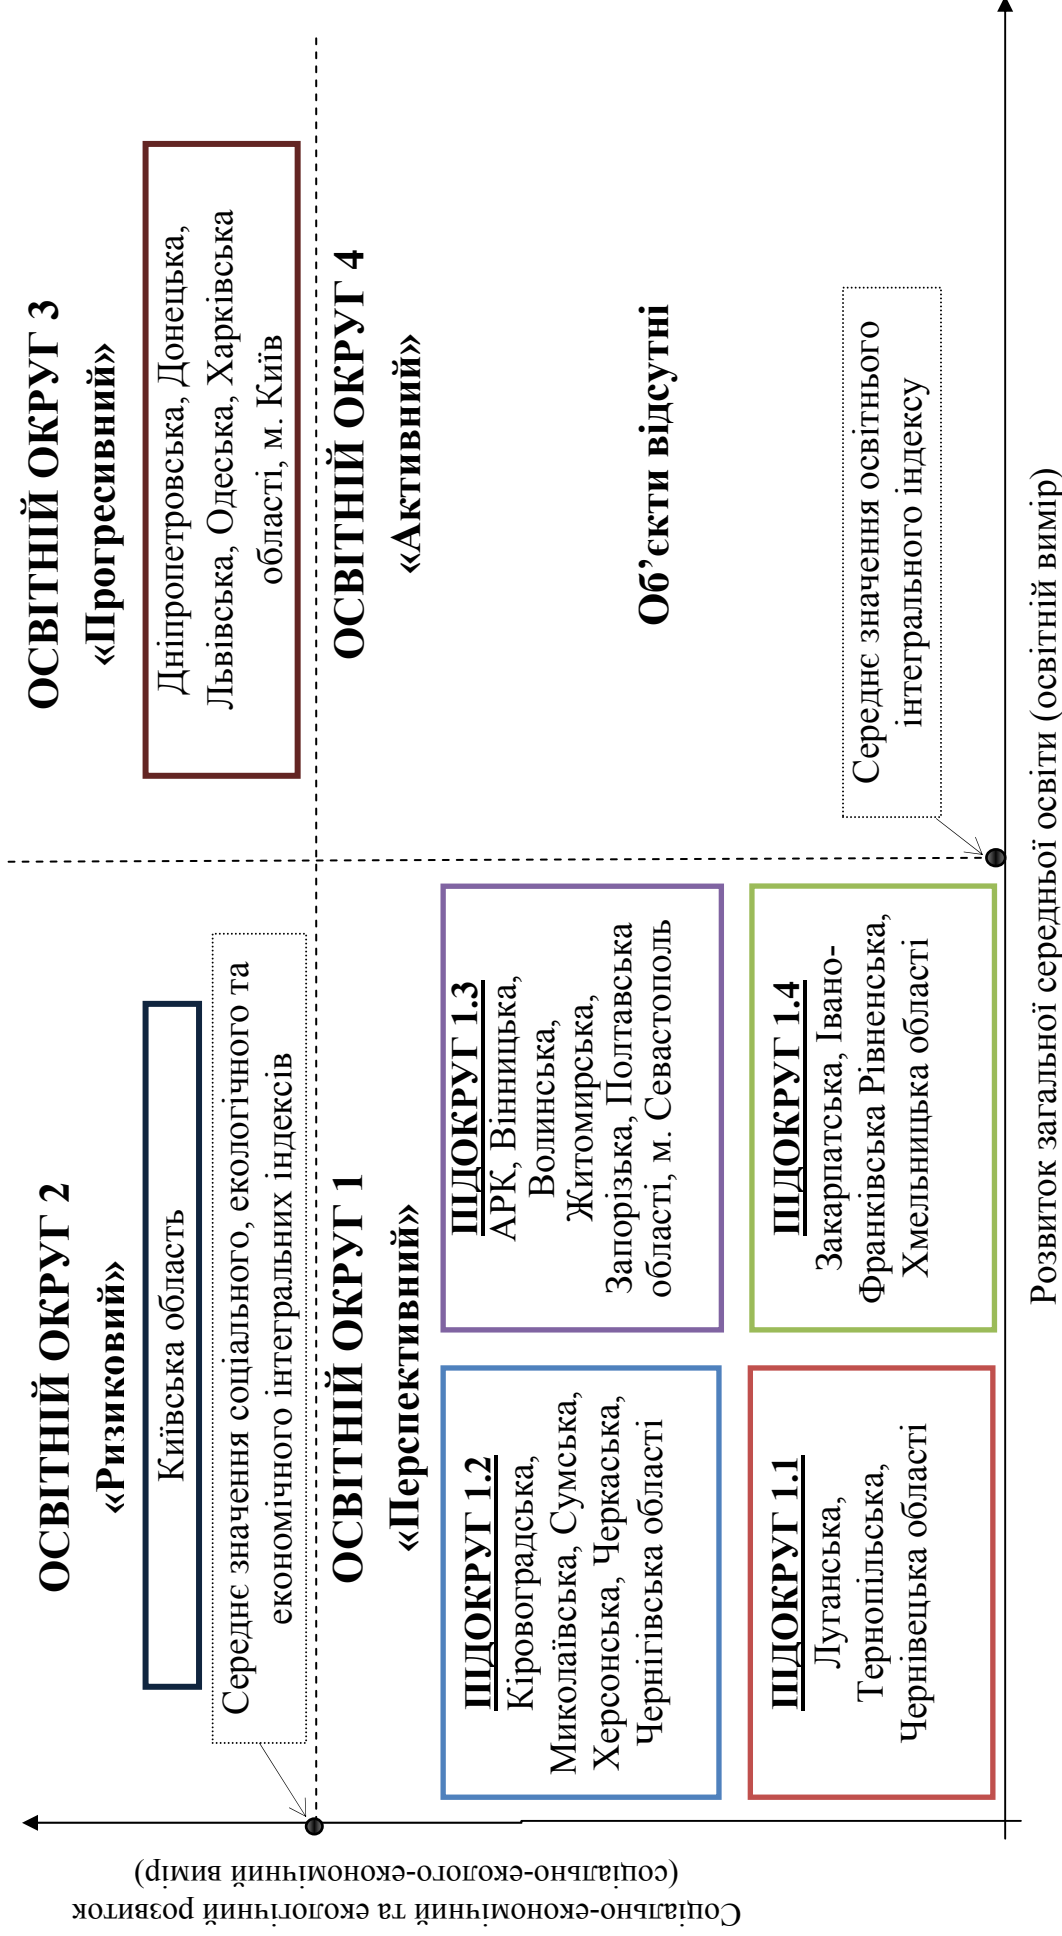 ОСВІТНІЙ ОКРУГ 2
«Ризиковий»
Київська область
Середнє значення соціального, екологічного та
економічного інтегральних індексів
ОСВІТНІЙ ОКРУГ 3
«Прогресивний»
Дніпропетровська, Донецька,
Львівська, Одеська, Харківська
області, м. Київ
ОСВІТНІЙ ОКРУГ 1
«Перспективний»
ПІДОКРУГ 1.2
Кіровоградська,
Миколаївська, Сумська,
Херсонська, Черкаська,
Чернігівська області
ПІДОКРУГ 1.3
АРК, Вінницька,
Волинська,
Житомирська,
Запорізька, Полтавська
області, м. Севастополь
ПІДОКРУГ 1.1
Луганська,
Тернопільська,
Чернівецька області
ПІДОКРУГ 1.4
Закарпатська, Івано-
Франківська Рівненська,
Хмельницька області
ОСВІТНІЙ ОКРУГ 4
«Активний»
Об’єкти відсутні
Середнє значення освітнього
інтегрального індексу
Соціально-економічний та екологічний розвиток
(соціально-еколого-економічний вимір)
Розвиток загальної середньої освіти (освітній вимір)